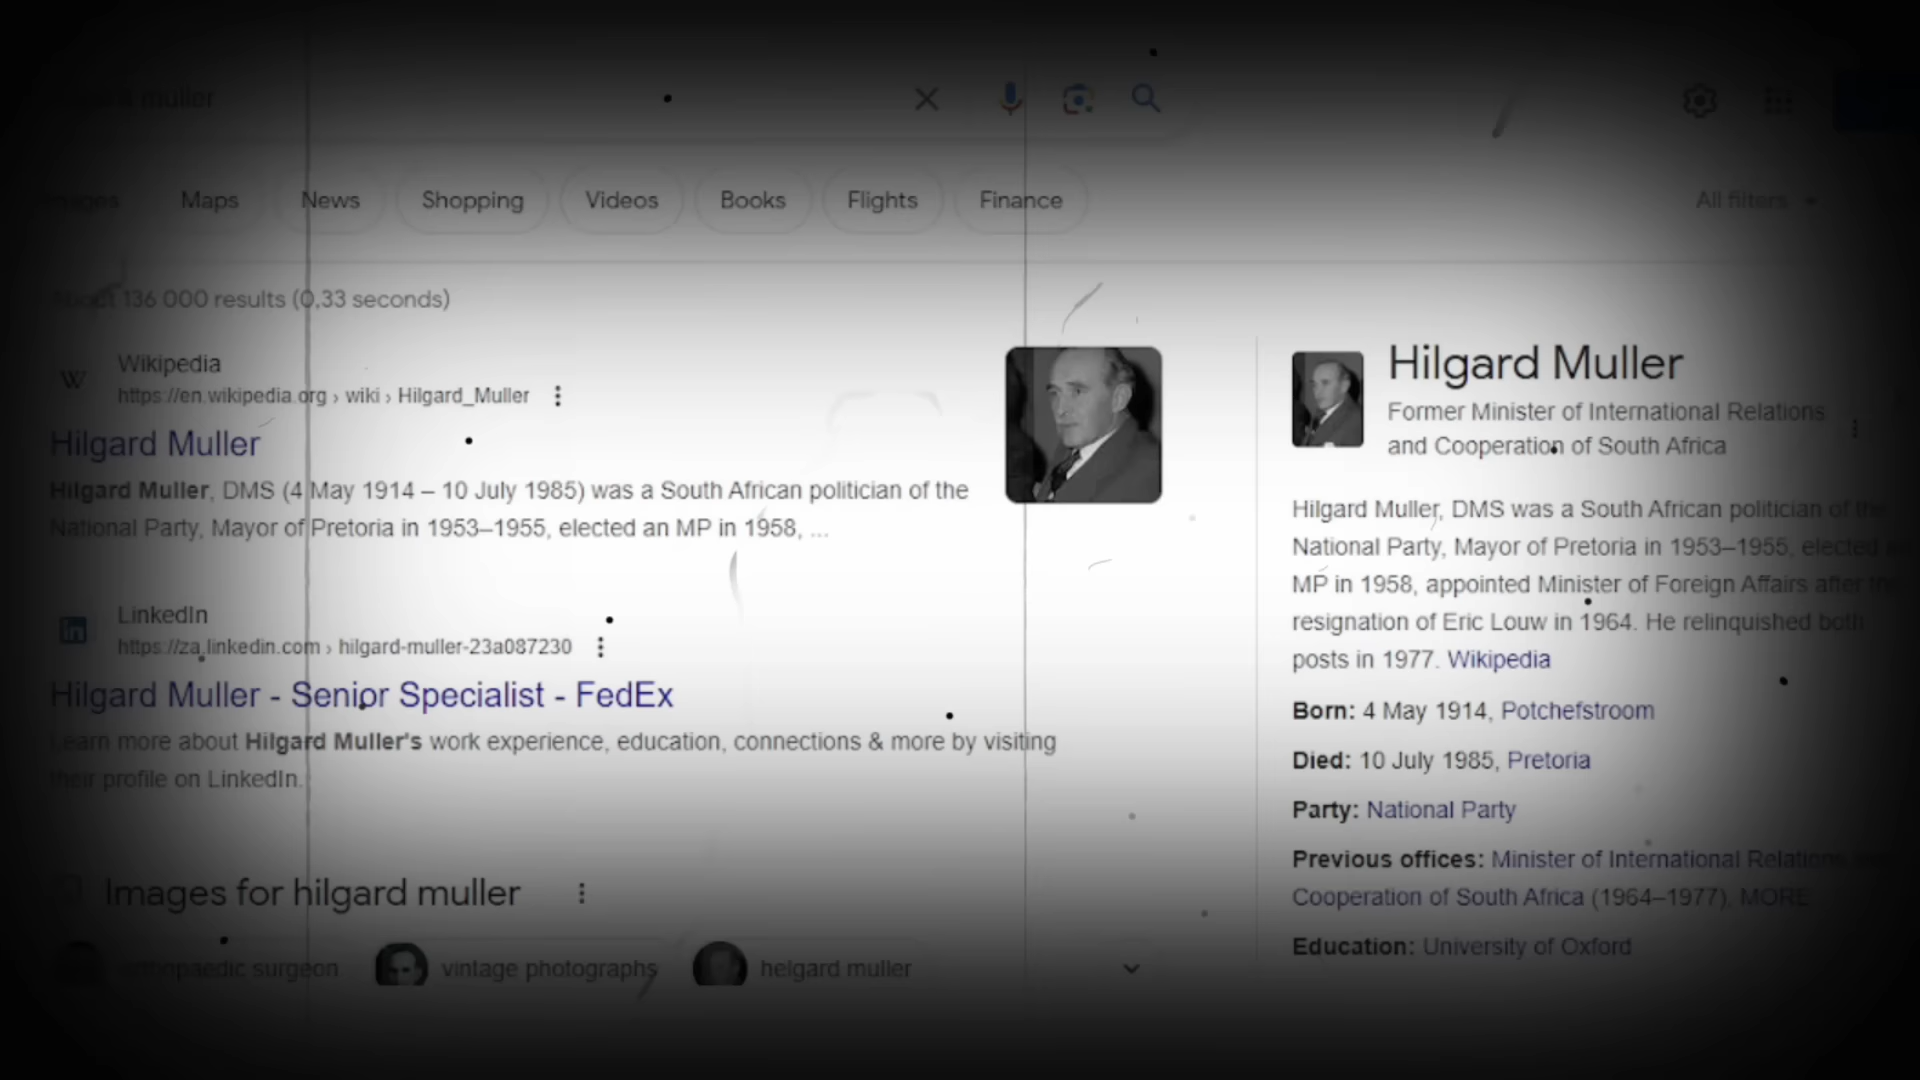 muller
Images Maps News Shopping Videos Books Flights Finance All filters
About 136 000 results (0,33 seconds)
Wikipedia
https://en.wikipedia.org › wiki › Hilgard_Muller
Hilgard Muller
Hilgard Muller, DMS (4 May 1914 – 10 July 1985) was a South African politician of the
National Party, Mayor of Pretoria in 1953–1955, elected an MP in 1958, ...
LinkedIn
https://za.linkedin.com › hilgard-muller-23a087230
Hilgard Muller - Senior Specialist - FedEx
Learn more about Hilgard Muller's work experience, education, connections & more by visiting
their profile on LinkedIn.
Images for hilgard muller
orthopaedic surgeon vintage photographs helgard muller
Hilgard Muller
Former Minister of International Relations
and Cooperation of South Africa
Hilgard Muller, DMS was a South African politician of the
National Party, Mayor of Pretoria in 1953–1955, elected an
MP in 1958, appointed Minister of Foreign Affairs after the
resignation of Eric Louw in 1964. He relinquished both
posts in 1977. Wikipedia
Born: 4 May 1914, Potchefstroom
Died: 10 July 1985, Pretoria
Party: National Party
Previous offices: Minister of International Relations
Cooperation of South Africa (1964–1977), MORE
Education: University of Oxford